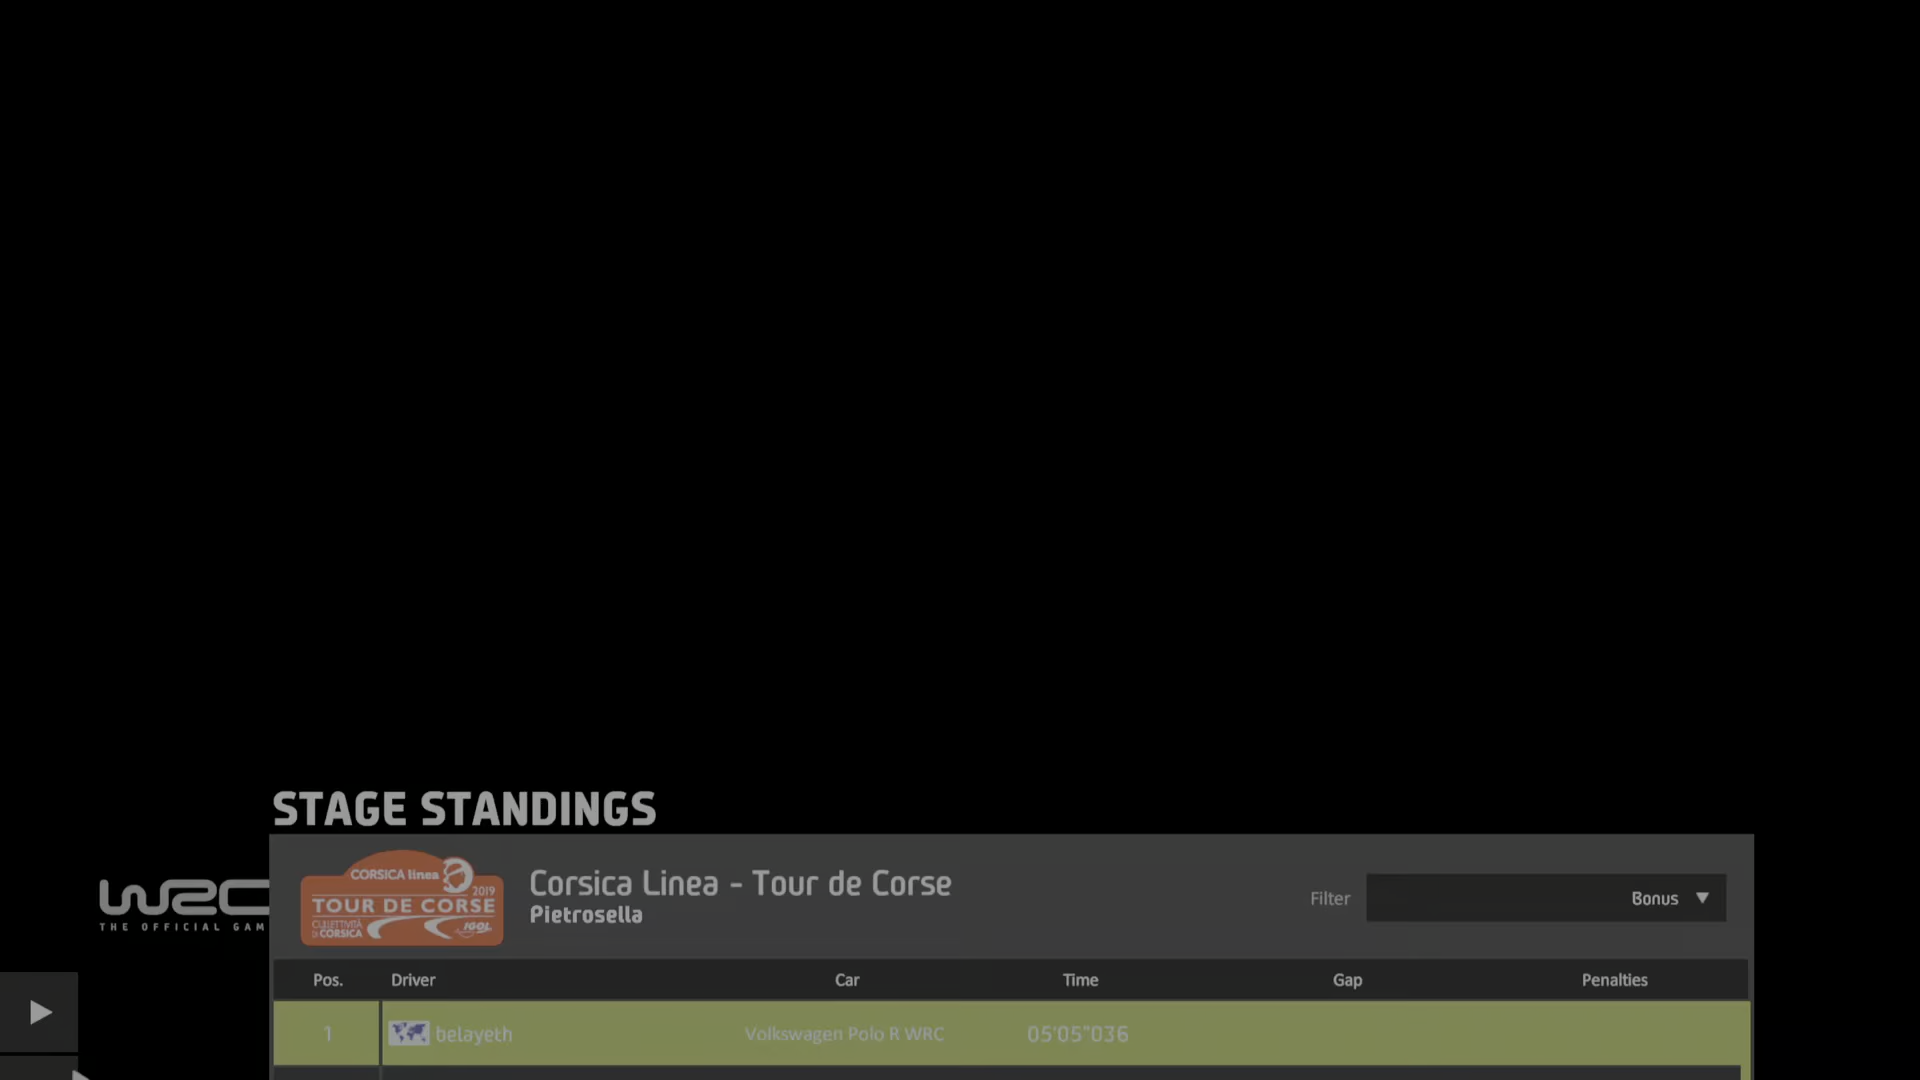 STAGE STANDINGS
WRC
THE OFFICIAL GAM
CORSICA linea
2019
TOUR DE CORSE
CULLETTIVITÀ
DI CORSICA
IGOL
Corsica Linea - Tour de Corse
Pietrosella
Filter
Bonus
Pos. Driver Car Time Gap Penalties
1 belayeth Volkswagen Polo R WRC 05'05"036